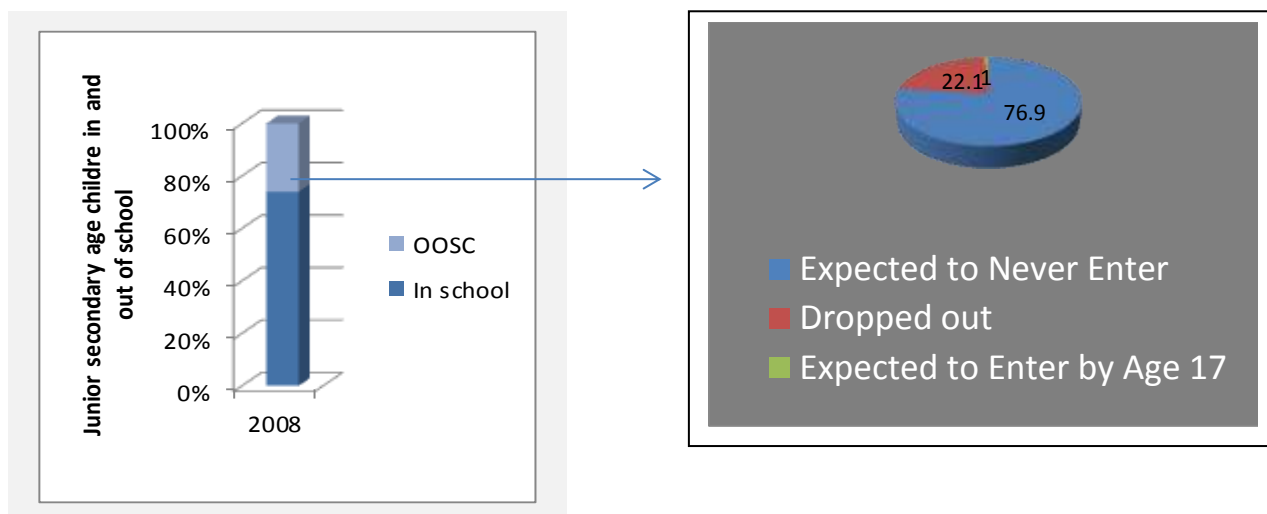 Junior secondary age childre in and
out of school
100%
80%
60%
40%
20%
0%
2008
OOSC
In school
22.1
1
76.9
Expected to Never Enter
Dropped out
Expected to Enter by Age 17